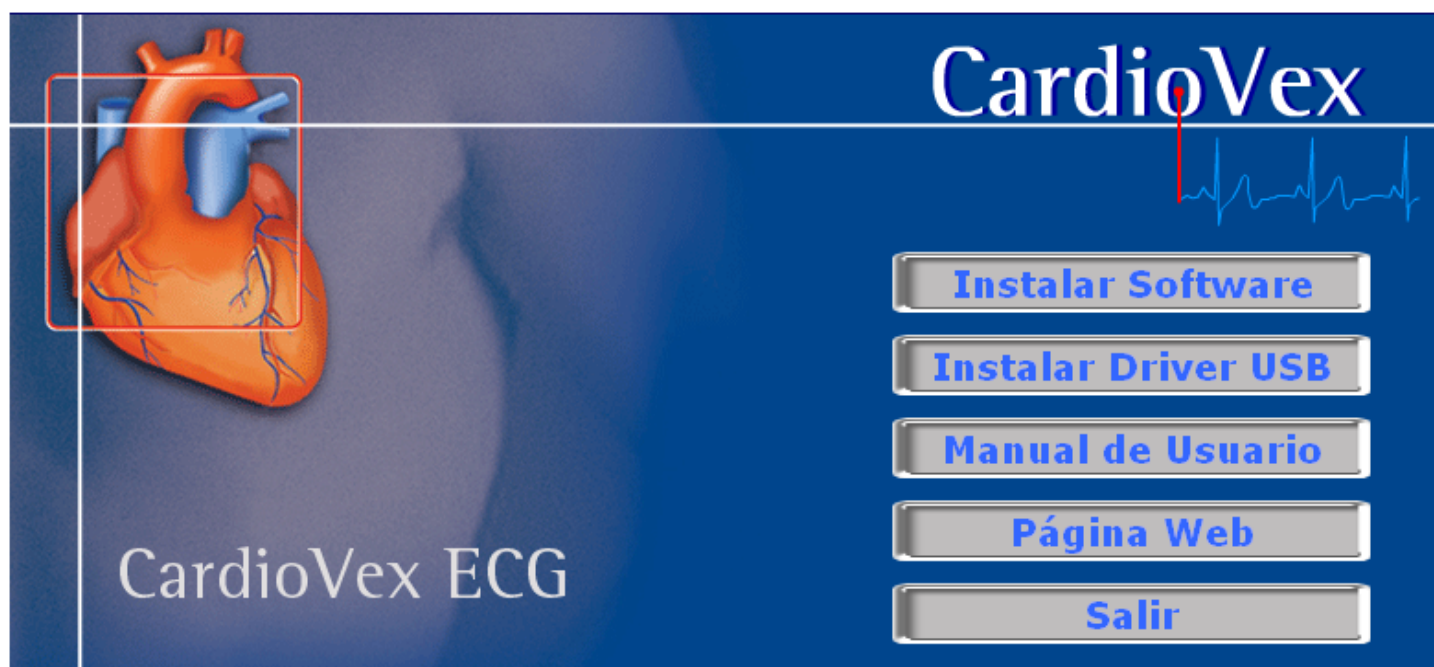 CardioVex
Instalar Software
Instalar Driver USB
Manual de Usuario
Página Web
CardioVex ECG
Salir